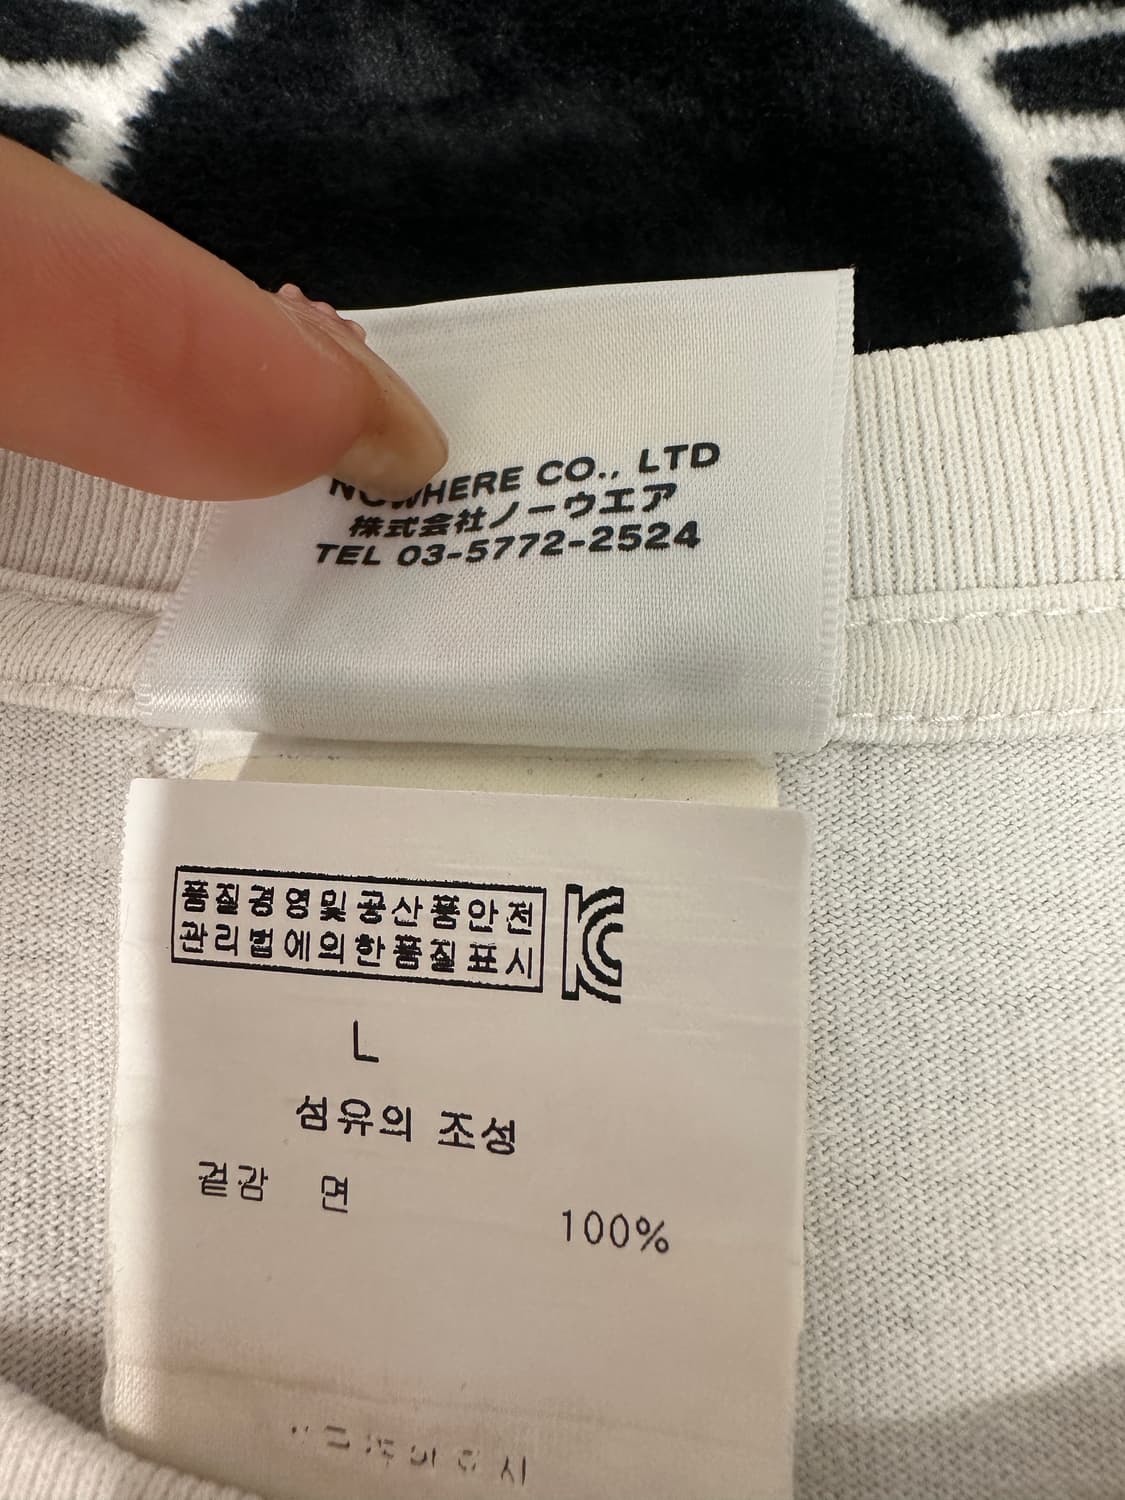 NOWHERE CO., LTD
株式会社ノーウエア
TEL 03-5772-2524
품질경영및공산품안전
관리법에의한품질표시
L
섬유의 조성
겉감 면
100%